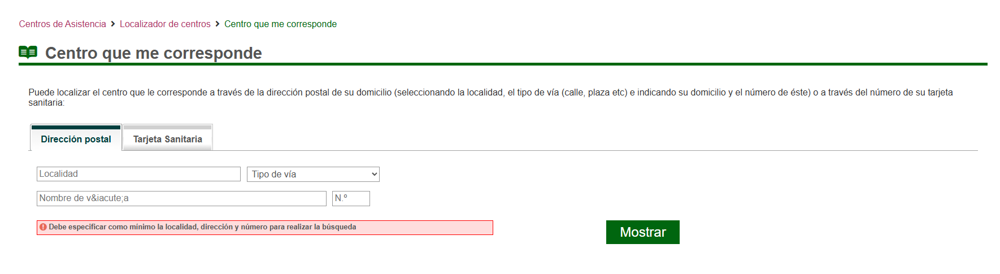 Centros de Asistencia > Localizador de centros > Centro que me corresponde
Centro que me corresponde
Puede localizar el centro que le corresponde a través de la dirección postal de su domicilio (seleccionando la localidad, el tipo de vía (calle, plaza etc) e indicando su domicilio y el número de éste) o a través del número de su tarjeta
sanitaria:
Dirección postal Tarjeta Sanitaria
Localidad Tipo de vía
Nombre de v&iacute;a N.º
Debe especificar como mínimo la localidad, dirección y número para realizar la búsqueda
Mostrar